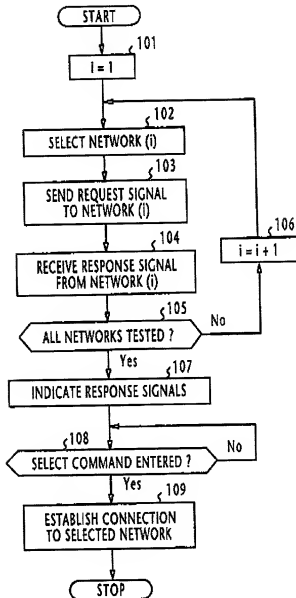 START
101
i = 1
102
SELECT NETWORK (i)
103
SEND REQUEST SIGNAL
TO NETWORK (i)
104
RECEIVE RESPONSE SIGNAL
FROM NETWORK (i)
106
i = i + 1
105
ALL NETWORKS TESTED ?
No
Yes
107
INDICATE RESPONSE SIGNALS
108
SELECT COMMAND ENTERED ?
No
Yes
109
ESTABLISH CONNECTION
TO SELECTED NETWORK
STOP